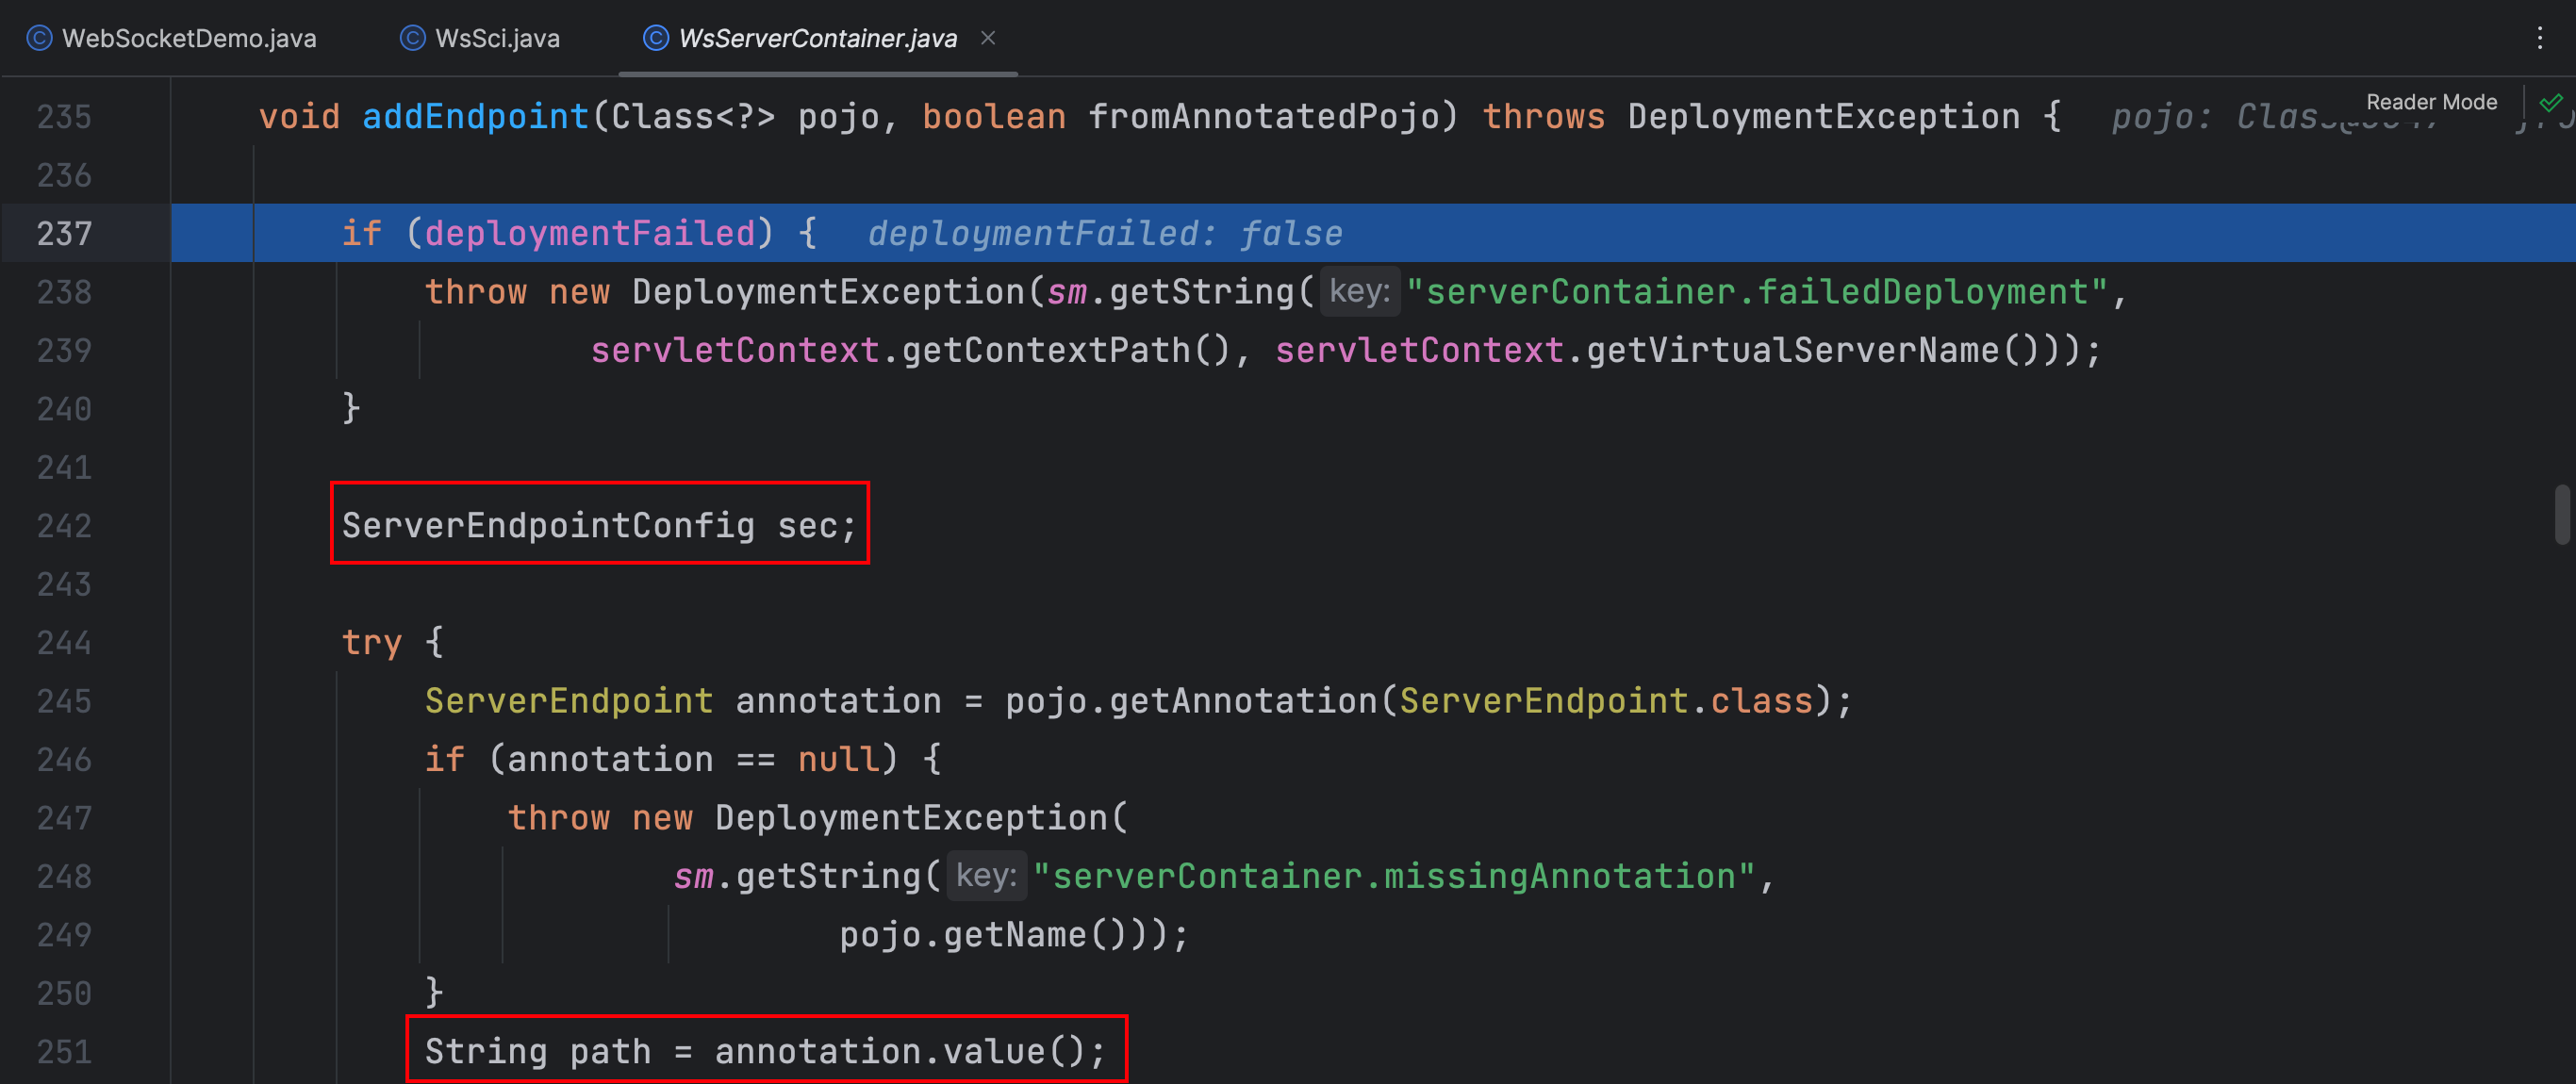 WebSocketDemo.java WsSci.java WsServerContainer.java
Reader Mode
235 void addEndpoint(Class<?> pojo, boolean fromAnnotatedPojo) throws DeploymentException { pojo:
236
237 if (deploymentFailed) { deploymentFailed: false
238 throw new DeploymentException(sm.getString( key: "serverContainer.failedDeployment",
239 servletContext.getContextPath(), servletContext.getVirtualServerName()));
240 }
241
242 ServerEndpointConfig sec;
243
244 try {
245 ServerEndpoint annotation = pojo.getAnnotation(ServerEndpoint.class);
246 if (annotation == null) {
247 throw new DeploymentException(
248 sm.getString( key: "serverContainer.missingAnnotation",
249 pojo.getName()));
250 }
251 String path = annotation.value();